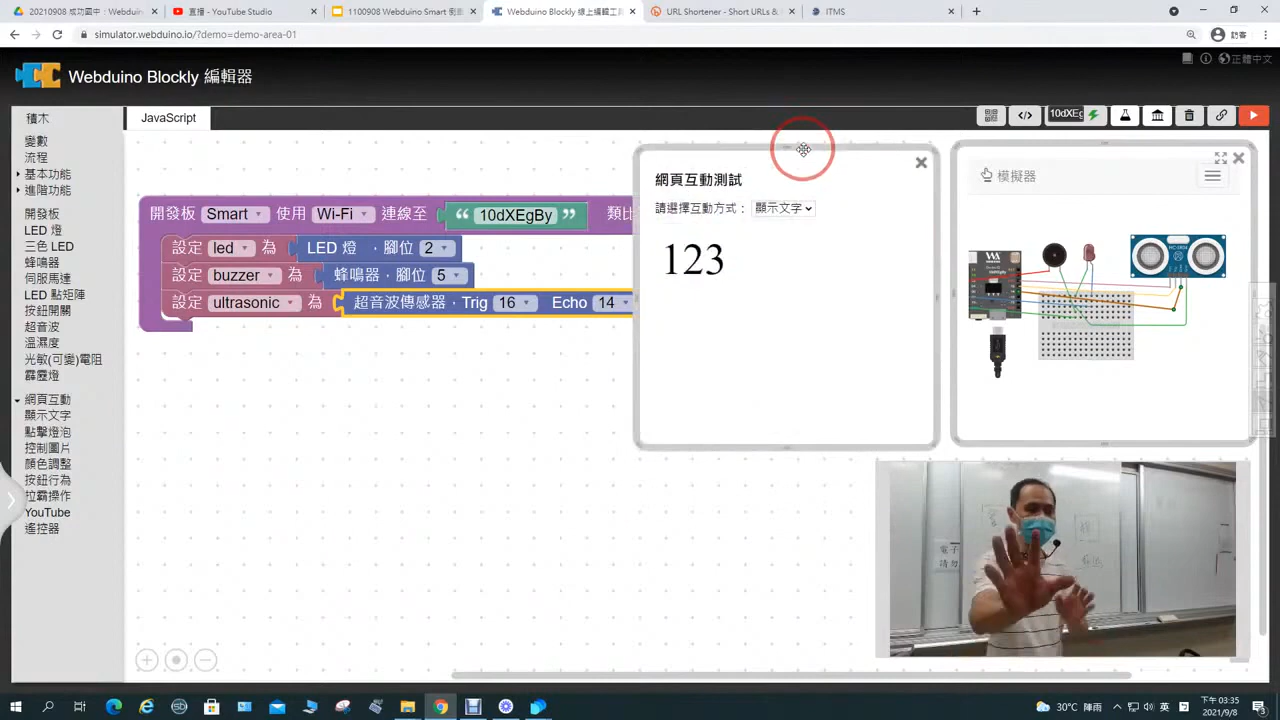 20210908 成功國中：Webduin
直播 - YouTube Studio
1100908 Webduino Smart
Webduino Blockly 線上編輯工具
URL Shortener - Short URLs &
ITMS
simulator.webduino.io/?demo=demo-area-01
訪客
Webduino Blockly 編輯器
正體中文
積木
JavaScript
10dXEg
變數
流程
基本功能
進階功能
開發板
LED 燈
三色 LED
蜂鳴器
伺服馬達
LED 點矩陣
按鈕開關
超音波
溫濕度
光敏(可變)電阻
霹靂燈
網頁互動
顯示文字
點擊燈泡
控制圖片
顏色調整
按鈕行為
拉霸操作
YouTube
遙控器
開發板 Smart 使用 Wi-Fi 連線至 “ 10dXEgBy ” 類比
設定 led 為 LED 燈，腳位 2
設定 buzzer 為 蜂鳴器，腳位 5
設定 ultrasonic 為 超音波傳感器，Trig 16 Echo 14
網頁互動測試
請選擇互動方式： 顯示文字
123
模擬器
電子
請勿
30°C 陣雨
英
下午 03:35
2021/9/8